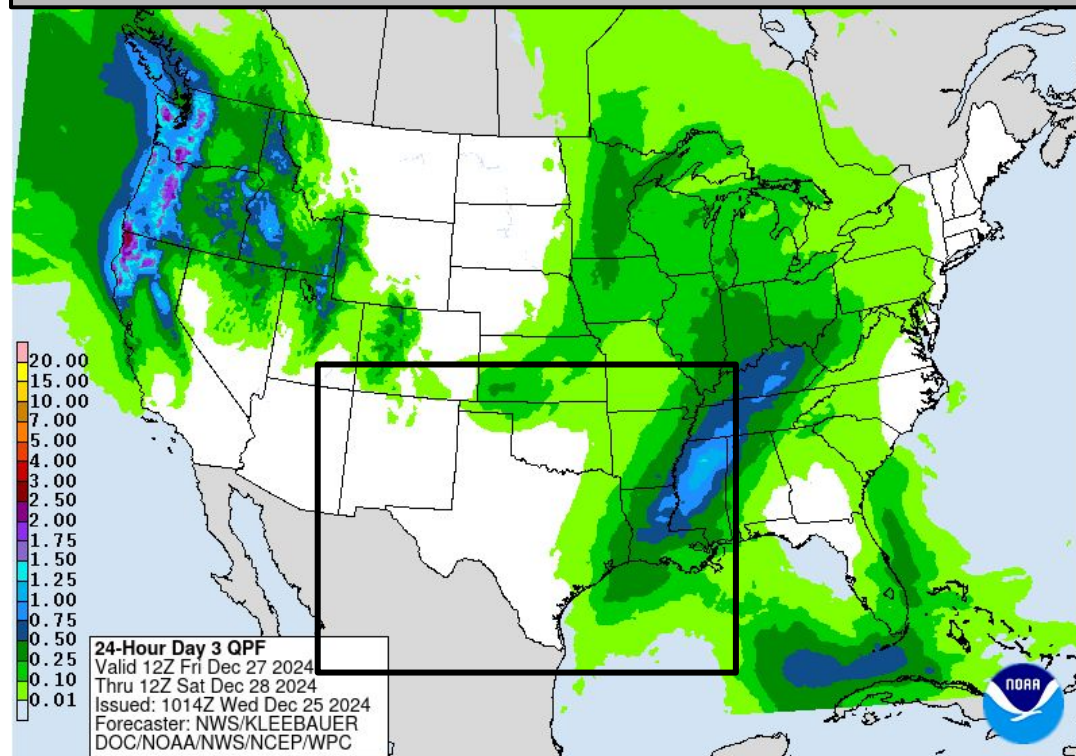 20.00
15.00
10.00
7.00
5.00
4.00
3.00
2.50
2.00
1.75
1.50
1.25
1.00
0.75
0.50
0.25
0.10
0.01
24-Hour Day 3 QPF
Valid 12Z Fri Dec 27 2024
Thru 12Z Sat Dec 28 2024
Issued: 1014Z Wed Dec 25 2024
Forecaster: NWS/KLEEBAUER
DOC/NOAA/NWS/NCEP/WPC
NOAA